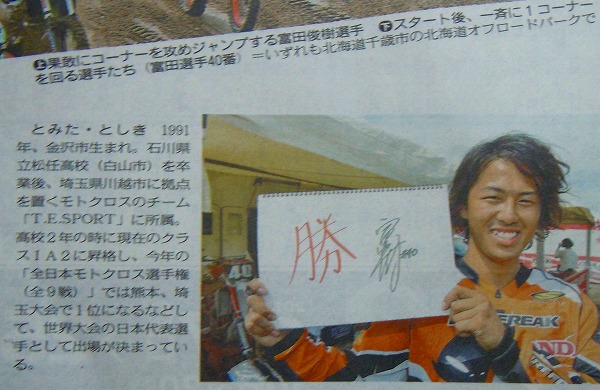 上果敢にコーナーを攻めジャンプする富田俊樹選手 下スタート後、一斉に1コーナー
を回る選手たち（富田選手40番）＝いずれも北海道千歳市の北海道オフロードパークで
とみた・としき 1991
年、金沢市生まれ。石川県
立松任高校（白山市）を卒
業後、埼玉県川越市に拠点
を置くモトクロスのチーム
「T.E.SPORT」に所属。
高校2年の時に現在のクラ
スIA2に昇格し、今年の
「全日本モトクロス選手権
（全9戦）」では熊本、埼
玉大会で1位になるなどし
て、世界大会の日本代表選
手として出場が決まってい
る。
勝
#40
40